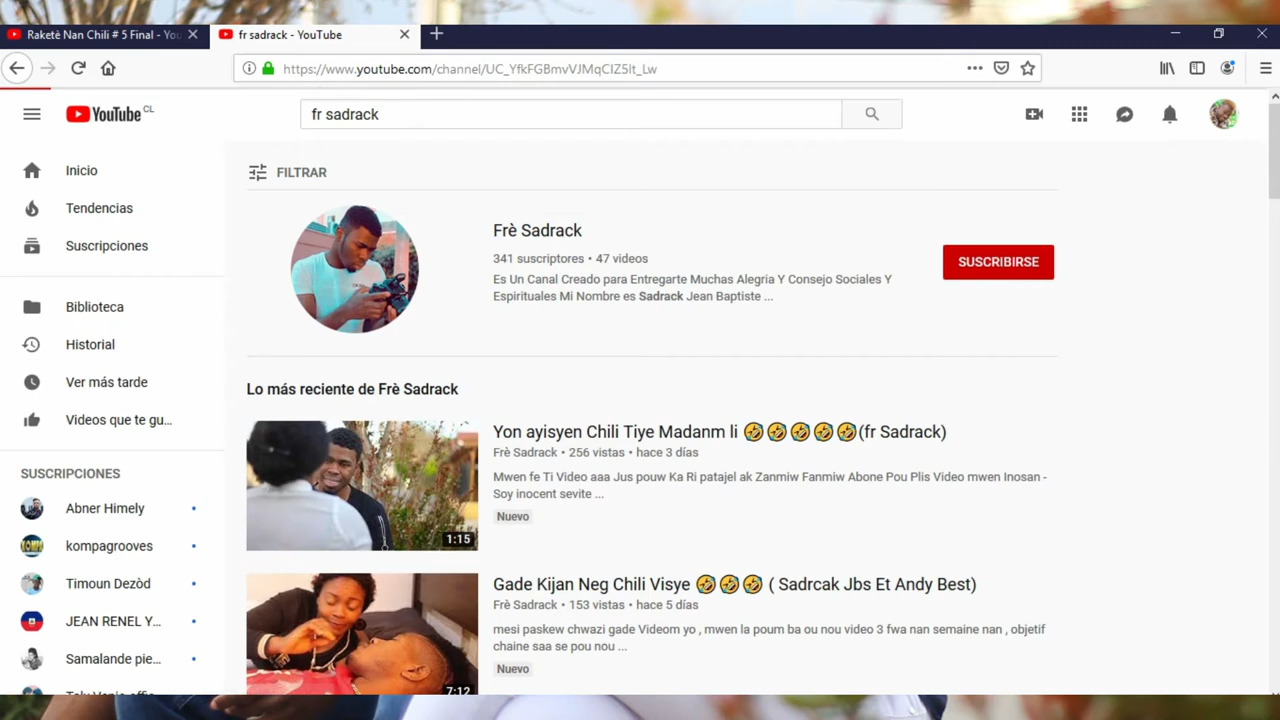 Raketè Nan Chili # 5 Final - You
fr sadrack - YouTube
https://www.youtube.com/channel/UC_YfkFGBmvVJMqCIZ5lt_Lw
YouTube CL
fr sadrack
Inicio
Tendencias
Suscripciones
Biblioteca
Historial
Ver más tarde
Videos que te gu...
SUSCRIPCIONES
Abner Himely
kompagrooves
Timoun Dezòd
JEAN RENEL Y...
Samalande pie...
FILTRAR
Frè Sadrack
341 suscriptores • 47 videos
Es Un Canal Creado para Entregarte Muchas Alegria Y Consejo Sociales Y
Espirituales Mi Nombre es Sadrack Jean Baptiste ...
SUSCRIBIRSE
Lo más reciente de Frè Sadrack
Yon ayisyen Chili Tiye Madanm li 🤣🤣🤣🤣🤣(fr Sadrack)
Frè Sadrack • 256 vistas • hace 3 días
Mwen fe Ti Video aaa Jus pouw Ka Ri patajel ak Zanmiw Fanmiw Abone Pou Plis Video mwen Inosan -
Soy inocent sevite ...
Nuevo
1:15
Gade Kijan Neg Chili Visye 🤣🤣🤣 ( Sadrcak Jbs Et Andy Best)
Frè Sadrack • 153 vistas • hace 5 días
mesi paskew chwazi gade Videom yo , mwen la poum ba ou nou video 3 fwa nan semaine nan , objetif
chaine saa se pou nou ...
Nuevo
7:12